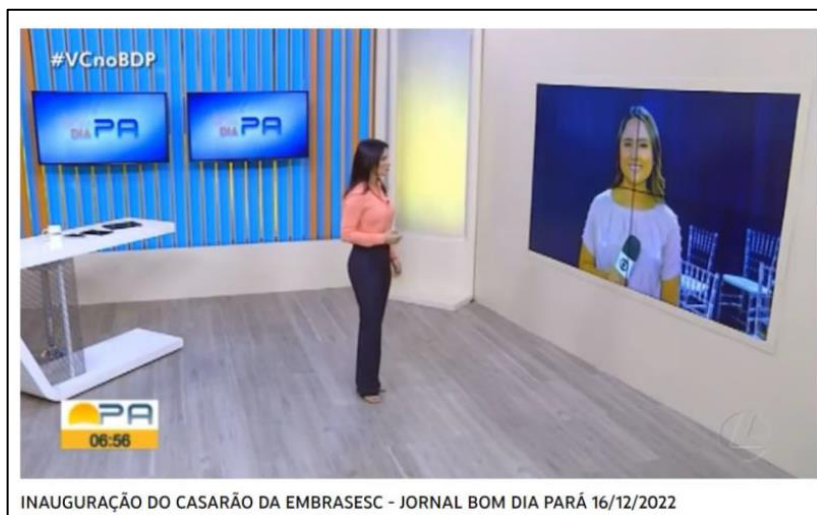 #VCnoBDP
DIA PA
DIA PA
PA
06:56
INAUGURAÇÃO DO CASARÃO DA EMBRASESC - JORNAL BOM DIA PARÁ 16/12/2022